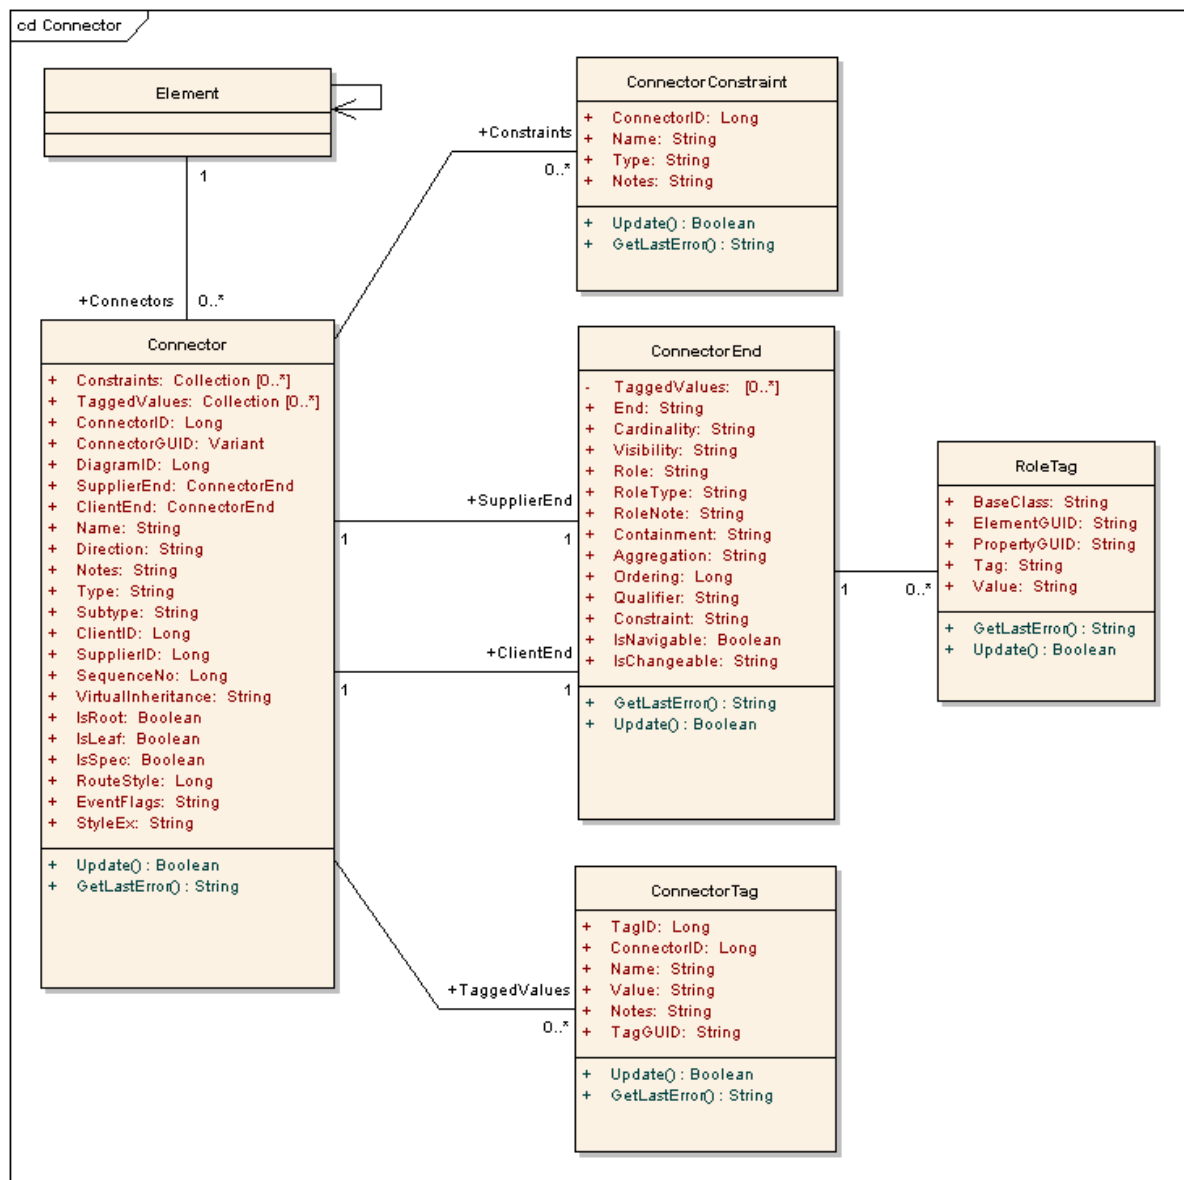 cd Connector
Element
1
+Connectors 0..*
Connector
+ Constraints: Collection [0..*]
+ TaggedValues: Collection [0..*]
+ ConnectorID: Long
+ ConnectorGUID: Variant
+ DiagramID: Long
+ SupplierEnd: ConnectorEnd
+ ClientEnd: ConnectorEnd
+ Name: String
+ Direction: String
+ Notes: String
+ Type: String
+ Subtype: String
+ ClientID: Long
+ SupplierID: Long
+ SequenceNo: Long
+ VirtualInheritance: String
+ IsRoot: Boolean
+ IsLeaf: Boolean
+ IsSpec: Boolean
+ RouteStyle: Long
+ EventFlags: String
+ StyleEx: String
+ Update() : Boolean
+ GetLastError() : String
+Constraints
0..*
ConnectorConstraint
+ ConnectorID: Long
+ Name: String
+ Type: String
+ Notes: String
+ Update() : Boolean
+ GetLastError() : String
+SupplierEnd
1 1
+ClientEnd
1 1
ConnectorEnd
- TaggedValues: [0..*]
+ End: String
+ Cardinality: String
+ Visibility: String
+ Role: String
+ RoleType: String
+ RoleNote: String
+ Containment: String
+ Aggregation: String
+ Ordering: Long
+ Qualifier: String
+ Constraint: String
+ IsNavigable: Boolean
+ IsChangeable: String
+ GetLastError() : String
+ Update() : Boolean
1 0..*
RoleTag
+ BaseClass: String
+ ElementGUID: String
+ PropertyGUID: String
+ Tag: String
+ Value: String
+ GetLastError() : String
+ Update() : Boolean
+TaggedValues
0..*
ConnectorTag
+ TagID: Long
+ ConnectorID: Long
+ Name: String
+ Value: String
+ Notes: String
+ TagGUID: String
+ Update() : Boolean
+ GetLastError() : String